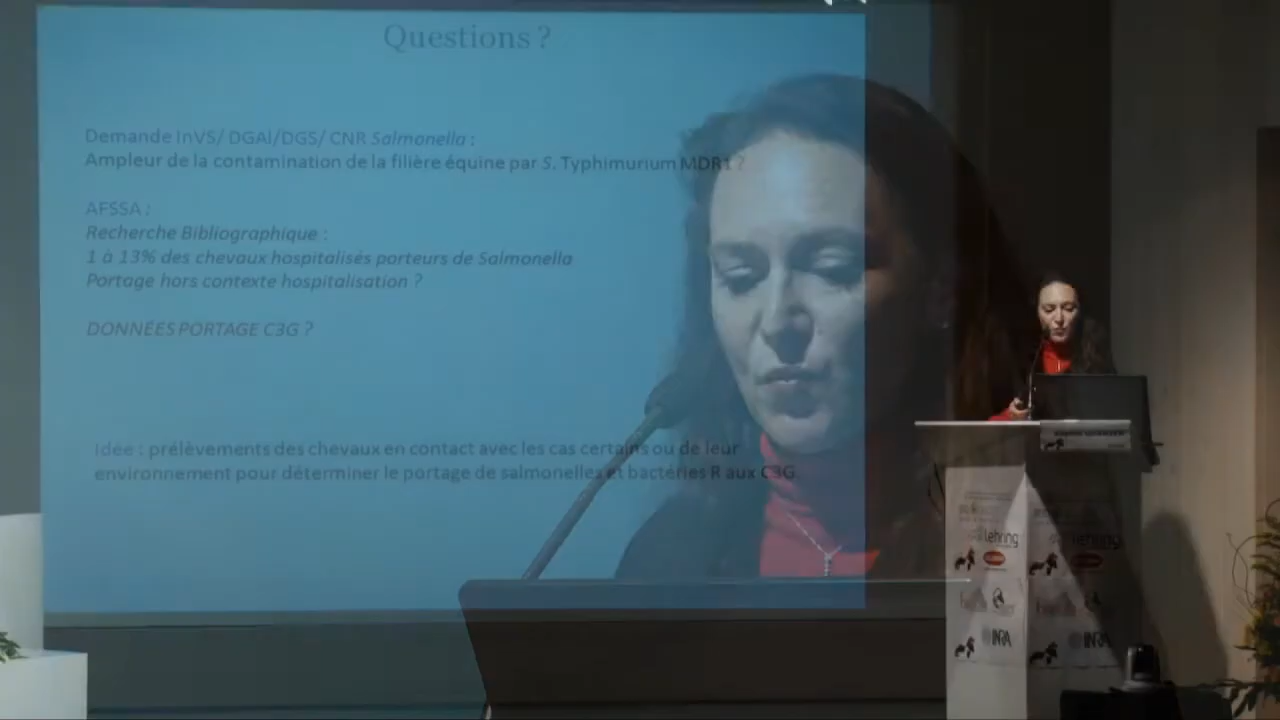 Questions ?
Demande InVS/ DGAl/DGS/ CNR Salmonella :
Ampleur de la contamination de la filière équine par S. Typhimurium MDR1 ?
AFSSA :
Recherche Bibliographique :
1 à 13% des chevaux hospitalisés porteurs de Salmonella
Portage hors contexte hospitalisation ?
DONNÉES PORTAGE C3G ?
Idée : prélèvements des chevaux en contact avec les cas certains ou de leur
environnement pour déterminer le portage de salmonelles et bactéries R aux C3G.
lehring
lehring
INRA
INRA